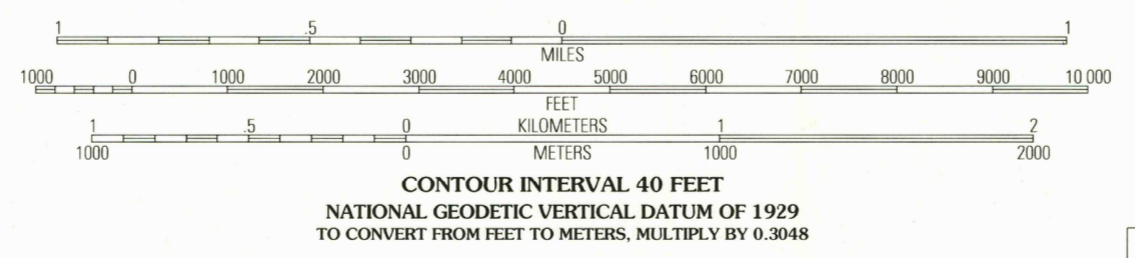 1 .5 0 1
MILES
1000 0 1000 2000 3000 4000 5000 6000 7000 8000 9000 10 000
FEET
1 .5 0 KILOMETERS 1 2
1000 0 METERS 1000 2000
CONTOUR INTERVAL 40 FEET
NATIONAL GEODETIC VERTICAL DATUM OF 1929
TO CONVERT FROM FEET TO METERS, MULTIPLY BY 0.3048